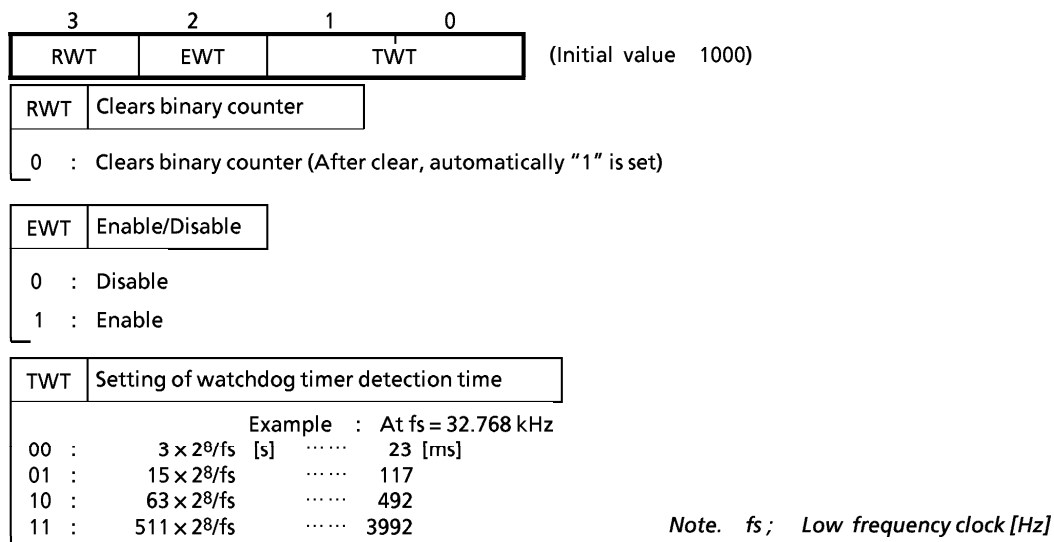 3 2 1 0
RWT EWT TWT (Initial value 1000)
RWT Clears binary counter
0 : Clears binary counter (After clear, automatically “1” is set)
EWT Enable/Disable
0 : Disable
1 : Enable
TWT Setting of watchdog timer detection time
Example : At fs = 32.768 kHz
00 : 3 × 2⁸/fs [s] ⋯⋯ 23 [ms]
01 : 15 × 2⁸/fs ⋯⋯ 117
10 : 63 × 2⁸/fs ⋯⋯ 492
11 : 511 × 2⁸/fs ⋯⋯ 3992 Note. fs ; Low frequency clock [Hz]